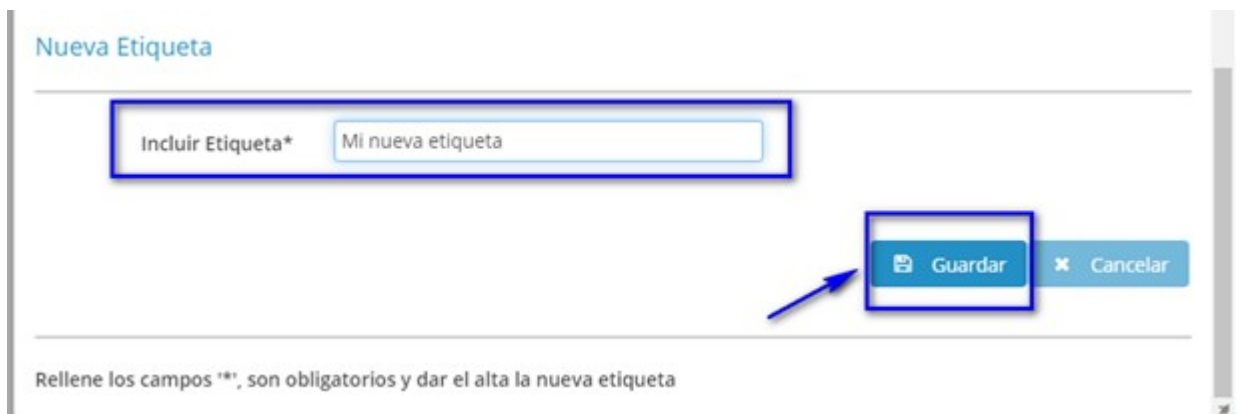 Nueva Etiqueta
Incluir Etiqueta* Mi nueva etiqueta
Guardar Cancelar
Rellene los campos '*', son obligatorios y dar el alta la nueva etiqueta